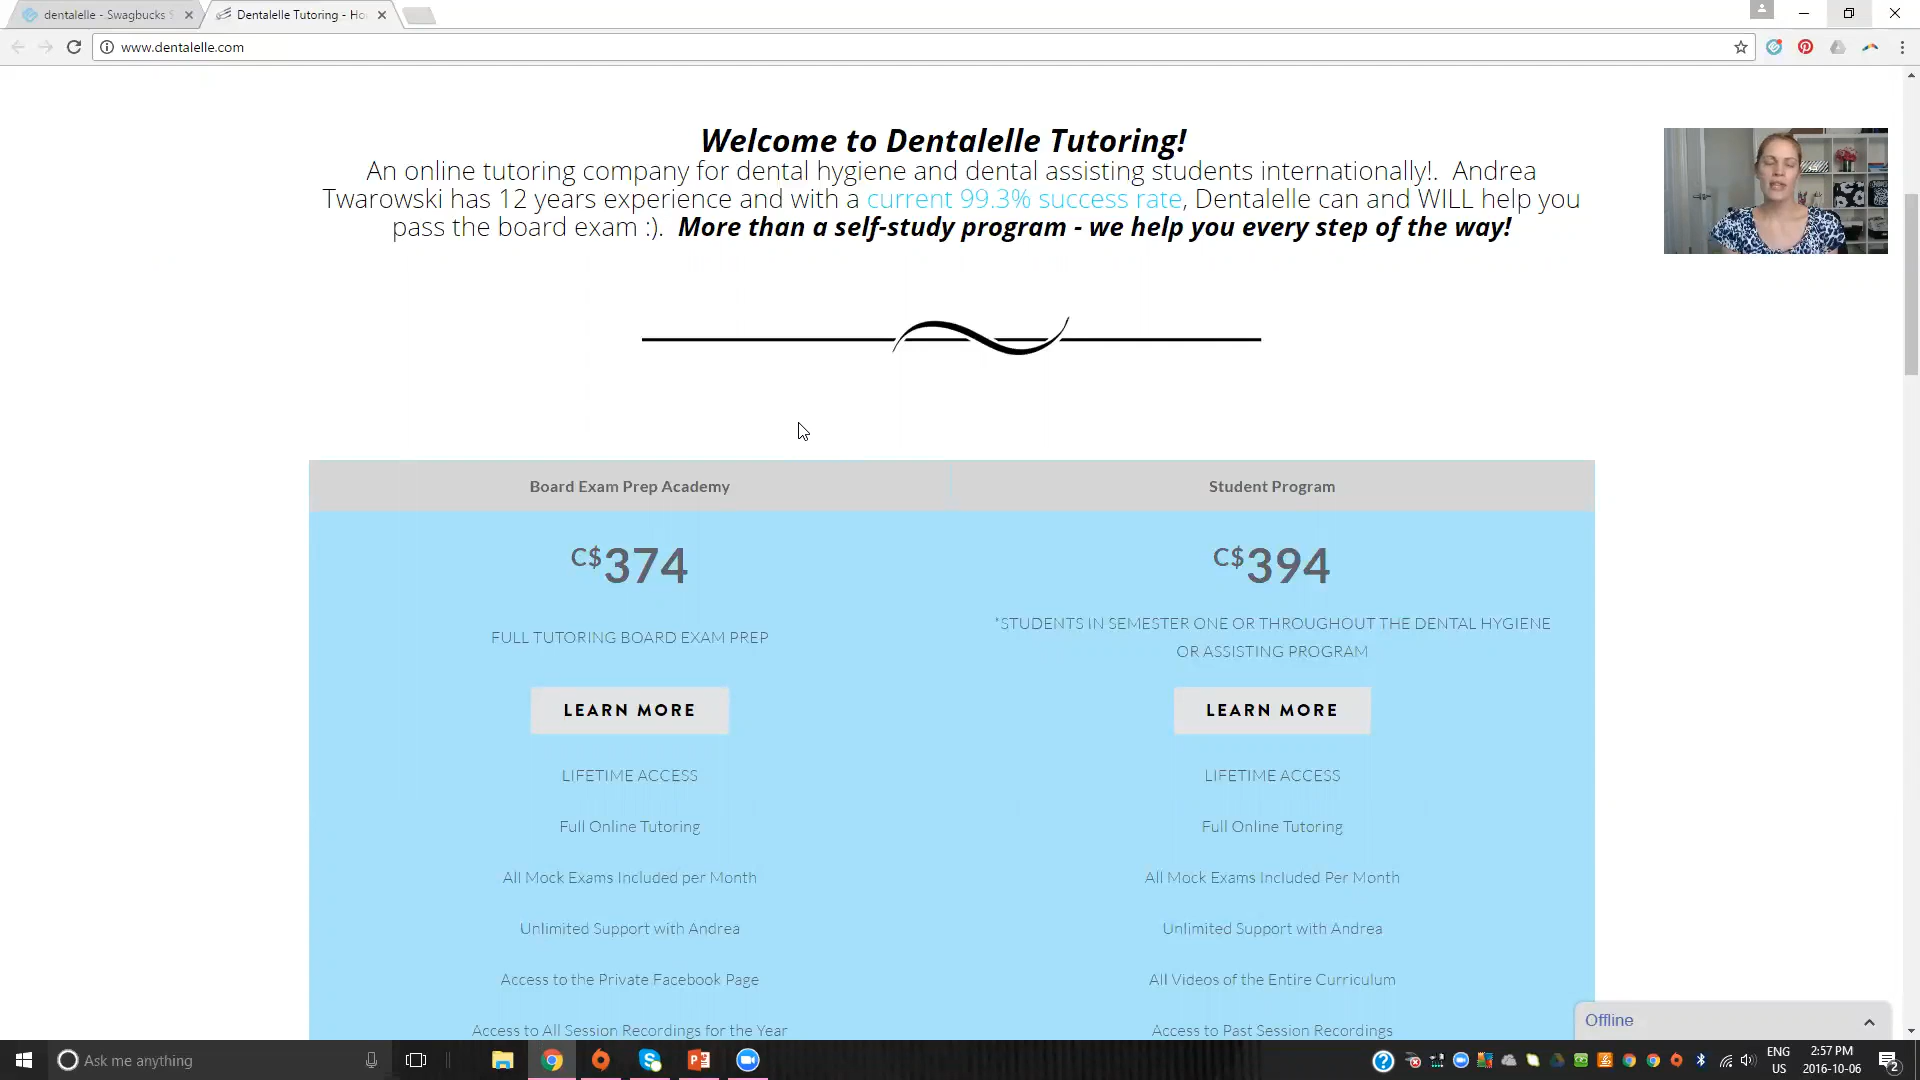 dentalelle - Swagbucks S
Dentalelle Tutoring - Ho
www.dentalelle.com
Welcome to Dentalelle Tutoring!
An online tutoring company for dental hygiene and dental assisting students internationally!. Andrea
Twarowski has 12 years experience and with a current 99.3% success rate, Dentalelle can and WILL help you
pass the board exam :). More than a self-study program - we help you every step of the way!
Board Exam Prep Academy
Student Program
C$374
C$394
FULL TUTORING BOARD EXAM PREP
*STUDENTS IN SEMESTER ONE OR THROUGHOUT THE DENTAL HYGIENE
OR ASSISTING PROGRAM
LEARN MORE
LEARN MORE
LIFETIME ACCESS
LIFETIME ACCESS
Full Online Tutoring
Full Online Tutoring
All Mock Exams Included per Month
All Mock Exams Included Per Month
Unlimited Support with Andrea
Unlimited Support with Andrea
Access to the Private Facebook Page
All Videos of the Entire Curriculum
Access to All Session Recordings for the Year
Access to Past Session Recordings
Offline
Ask me anything
ENG
US
2:57 PM
2016-10-06
2